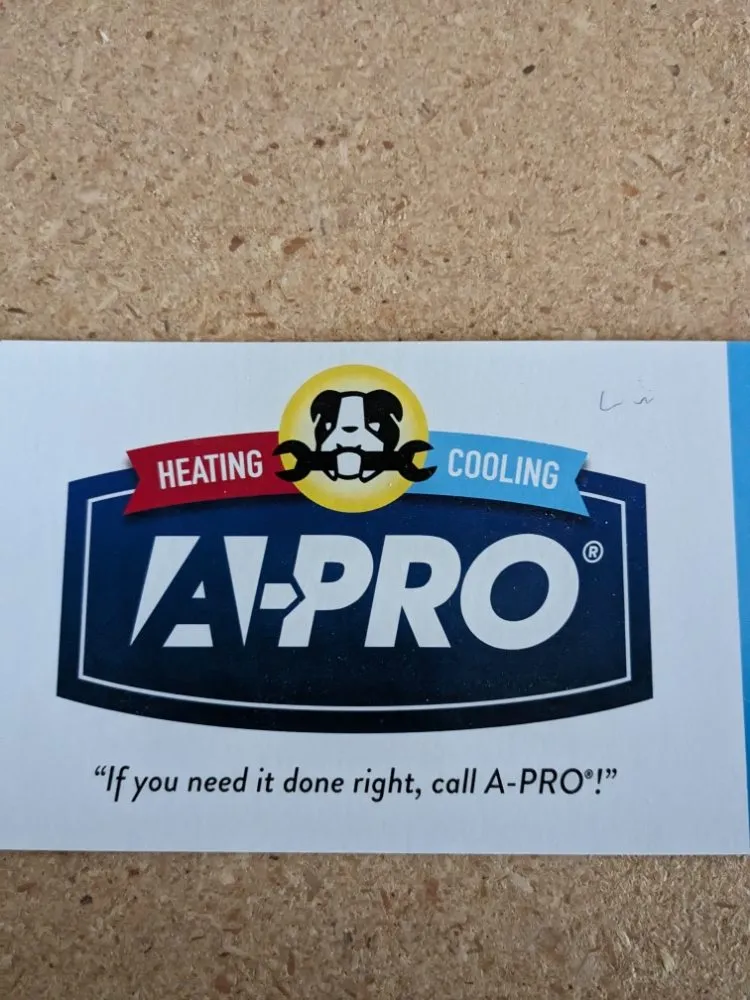 HEATING COOLING
A-PRO®
“If you need it done right, call A-PRO®!”